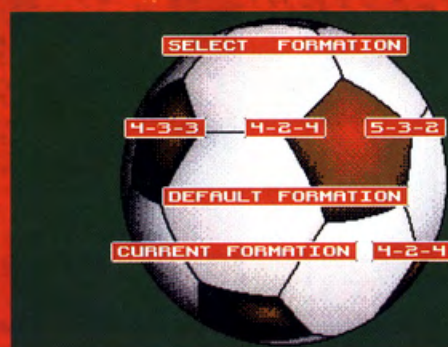 SELECT FORMATION
4-3-3 4-2-4 5-3-2
DEFAULT FORMATION
CURRENT FORMATION 4-2-4